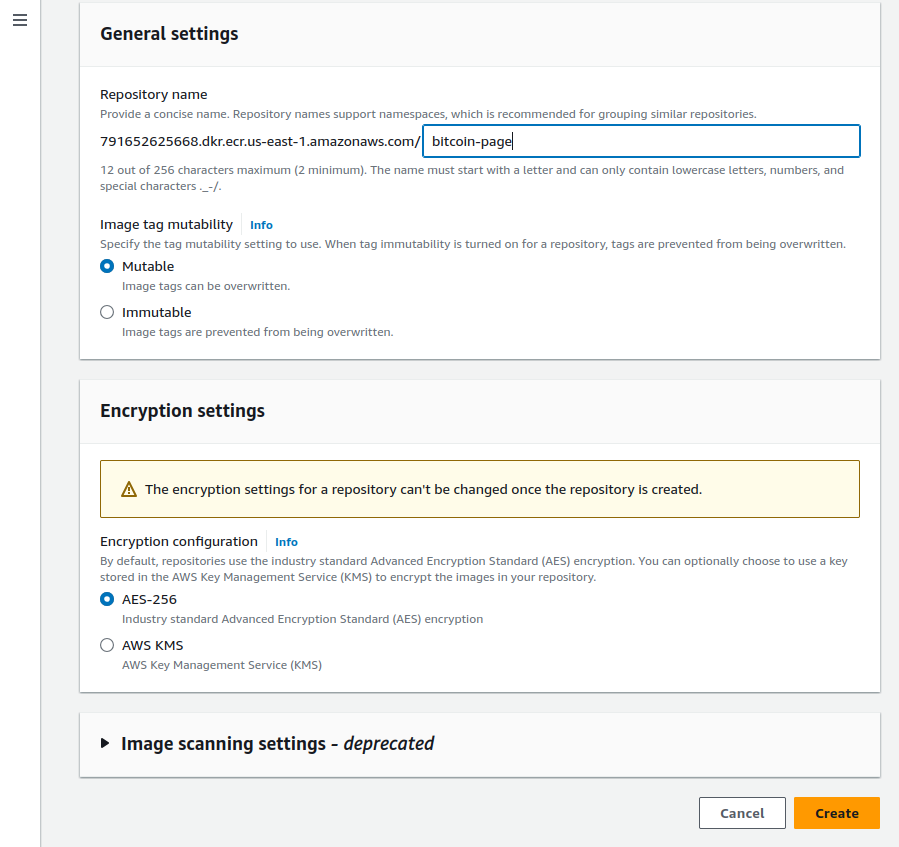 General settings
Repository name
Provide a concise name. Repository names support namespaces, which is recommended for grouping similar repositories.
791652625668.dkr.ecr.us-east-1.amazonaws.com/ bitcoin-page
12 out of 256 characters maximum (2 minimum). The name must start with a letter and can only contain lowercase letters, numbers, and
special characters ._-/.
Image tag mutability Info
Specify the tag mutability setting to use. When tag immutability is turned on for a repository, tags are prevented from being overwritten.
Mutable
Image tags can be overwritten.
Immutable
Image tags are prevented from being overwritten.
Encryption settings
The encryption settings for a repository can't be changed once the repository is created.
Encryption configuration Info
By default, repositories use the industry standard Advanced Encryption Standard (AES) encryption. You can optionally choose to use a key
stored in the AWS Key Management Service (KMS) to encrypt the images in your repository.
AES-256
Industry standard Advanced Encryption Standard (AES) encryption
AWS KMS
AWS Key Management Service (KMS)
Image scanning settings - deprecated
Cancel Create